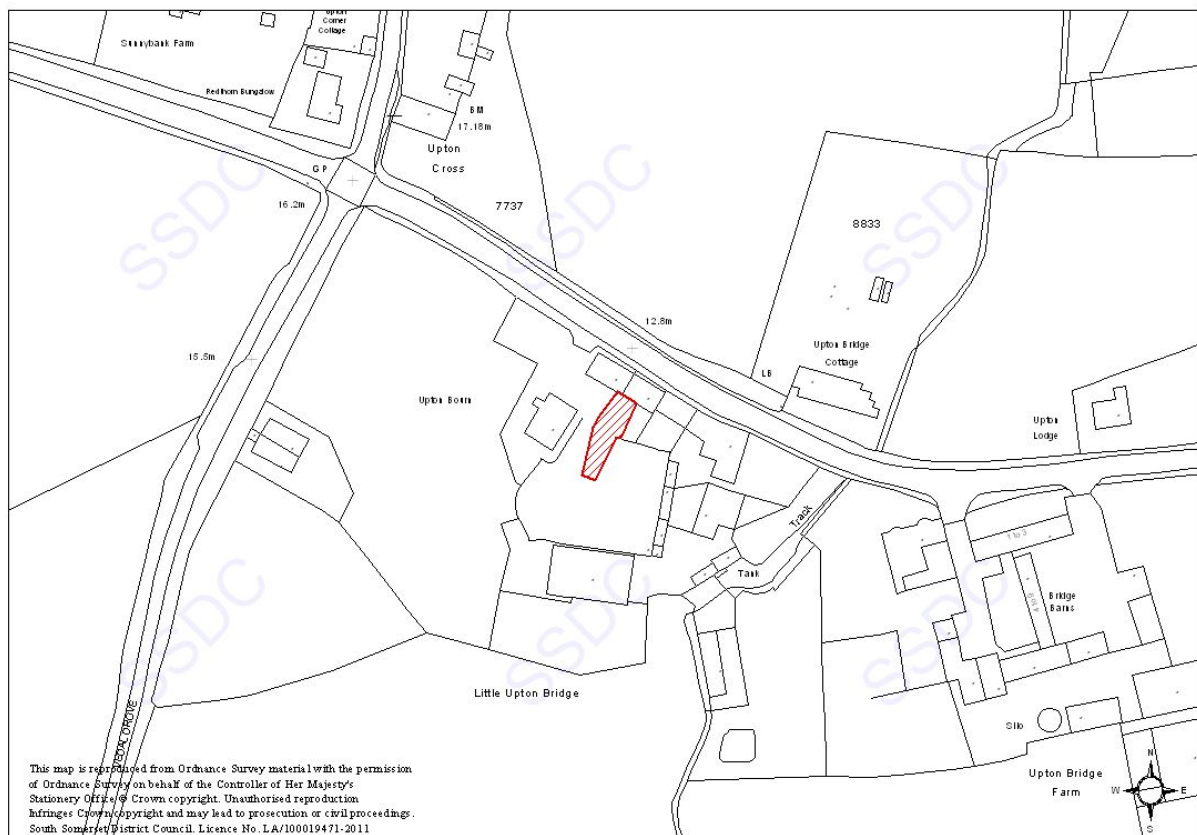 Upton
Corner
Cottage
Sunnybank Farm
Redthorn Bungalow
BM
17.18m
Upton
Cross
GP
16.2m
7737
8833
12.8m
15.5m
Upton Bridge
Cottage
LB
Upton
Lodge
Track
1 to 3
Tank
Bridge
Barns
Little Upton Bridge
Silo
Upton Bridge
Farm
N
W
E
S
This map is reproduced from Ordnance Survey material with the permission
of Ordnance Survey on behalf of the Controller of Her Majesty's
Stationery Office © Crown copyright. Unauthorised reproduction
Infringes Crown copyright and may lead to prosecution or civil proceedings.
South Somerset District Council. Licence No. LA/100019471-2011
SSDC
SSDC
SSDC
SSDC
SSDC
SSDC